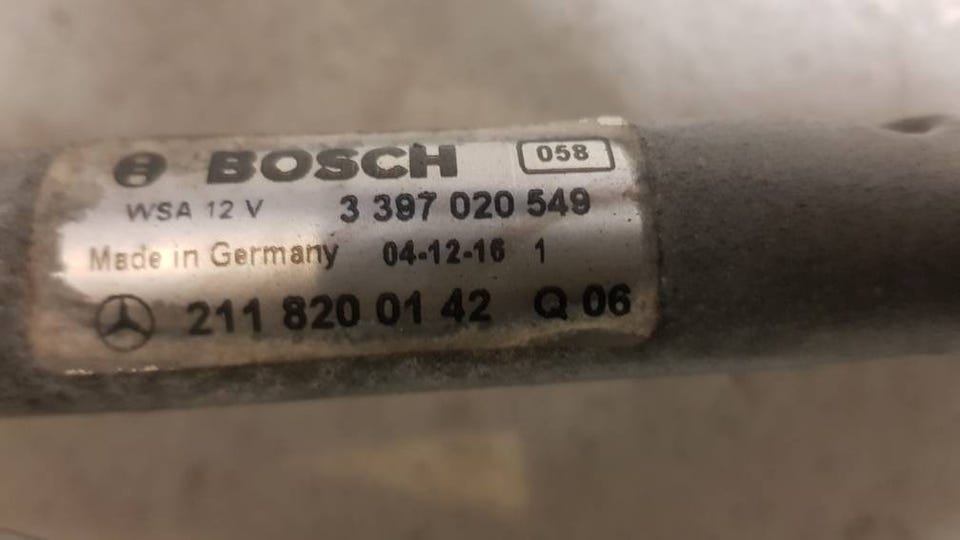 BOSCH 058
WSA 12 V 3 397 020 549
Made in Germany 04-12-16 1
211 820 01 42 Q 06